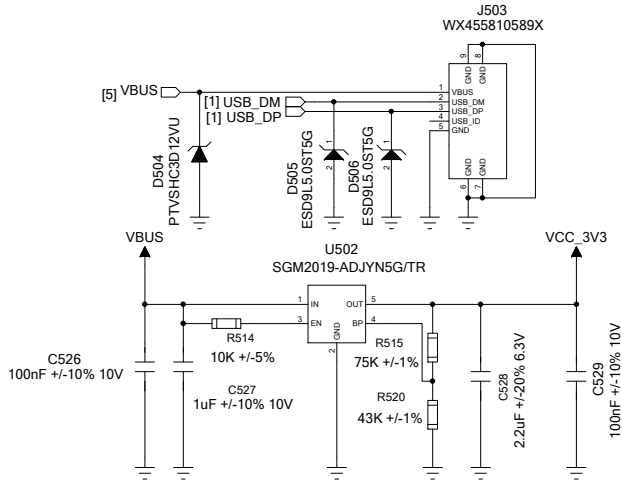 J503
WX455810589X
9
8
GND
GND
[5] VBUS
1
VBUS
[1] USB_DM
2
USB_DM
[1] USB_DP
3
USB_DP
4
USB_ID
5
GND
GND
GND
6
7
D504
PTVSHC3D12VU
D505
ESD9L5.0ST5G
1
2
D506
ESD9L5.0ST5G
1
2
VBUS
U502
SGM2019-ADJYN5G/TR
VCC_3V3
1
IN
OUT
5
3
EN
BP
4
GND
2
R514
10K +/-5%
R515
75K +/-1%
C526
100nF +/-10% 10V
C527
1uF +/-10% 10V
R520
43K +/-1%
C528
2.2uF +/-20% 6.3V
C529
100nF +/-10% 10V